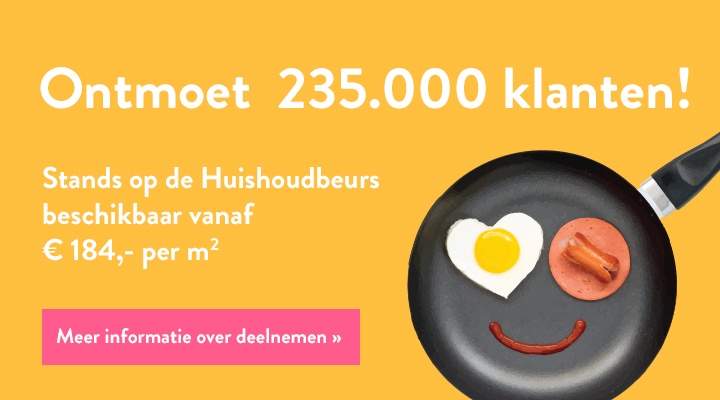 Ontmoet 235.000 klanten!
Stands op de Huishoudbeurs
beschikbaar vanaf
€ 184,- per m²
Meer informatie over deelnemen »